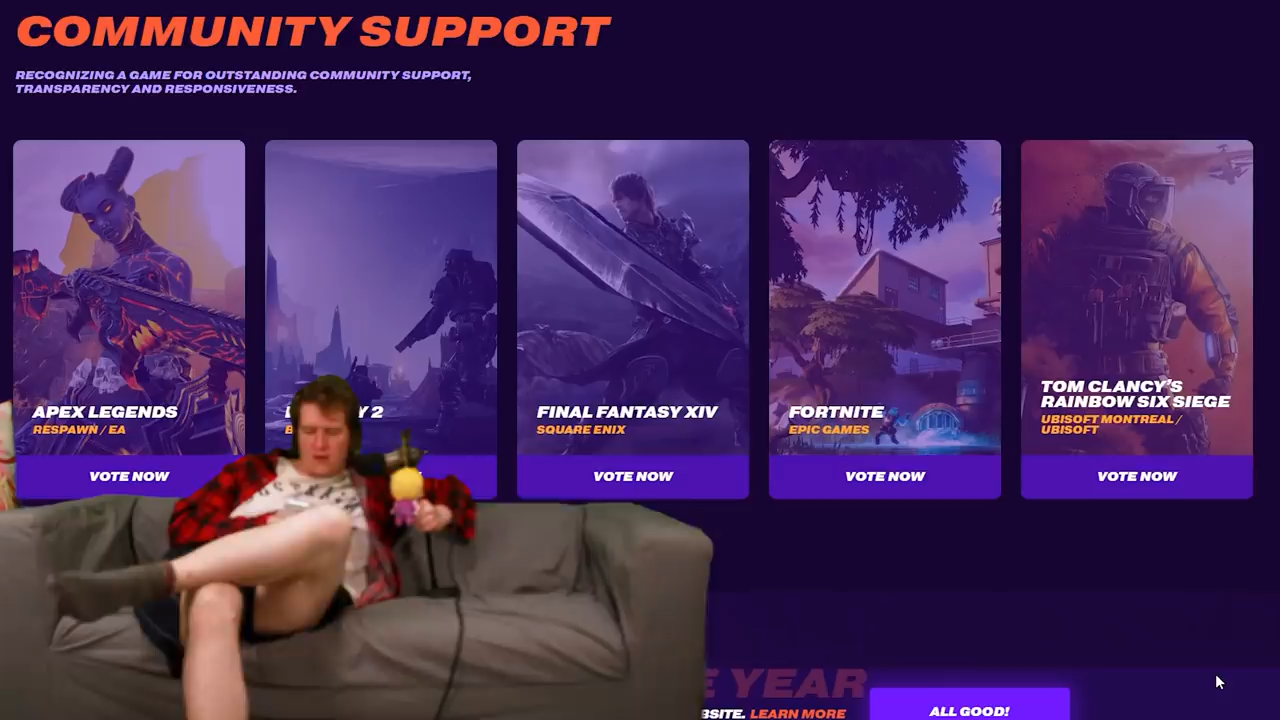 COMMUNITY SUPPORT
RECOGNIZING A GAME FOR OUTSTANDING COMMUNITY SUPPORT,
TRANSPARENCY AND RESPONSIVENESS.
APEX LEGENDS
RESPAWN / EA
VOTE NOW
2
FINAL FANTASY XIV
SQUARE ENIX
VOTE NOW
FORTNITE
EPIC GAMES
VOTE NOW
TOM CLANCY'S
RAINBOW SIX SIEGE
UBISOFT MONTREAL /
UBISOFT
VOTE NOW
YEAR
LEARN MORE
ALL GOOD!